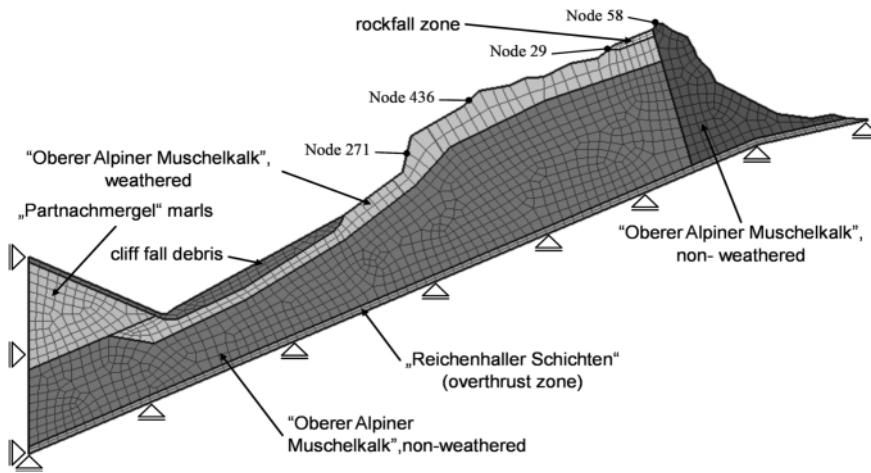 Node 58
rockfall zone
Node 29
Node 436
Node 271
“Oberer Alpiner Muschelkalk”,
weathered
„Partnachmergel“ marls
cliff fall debris
“Oberer Alpiner Muschelkalk”,
non- weathered
„Reichenhaller Schichten“
(overthrust zone)
“Oberer Alpiner
Muschelkalk”,non-weathered